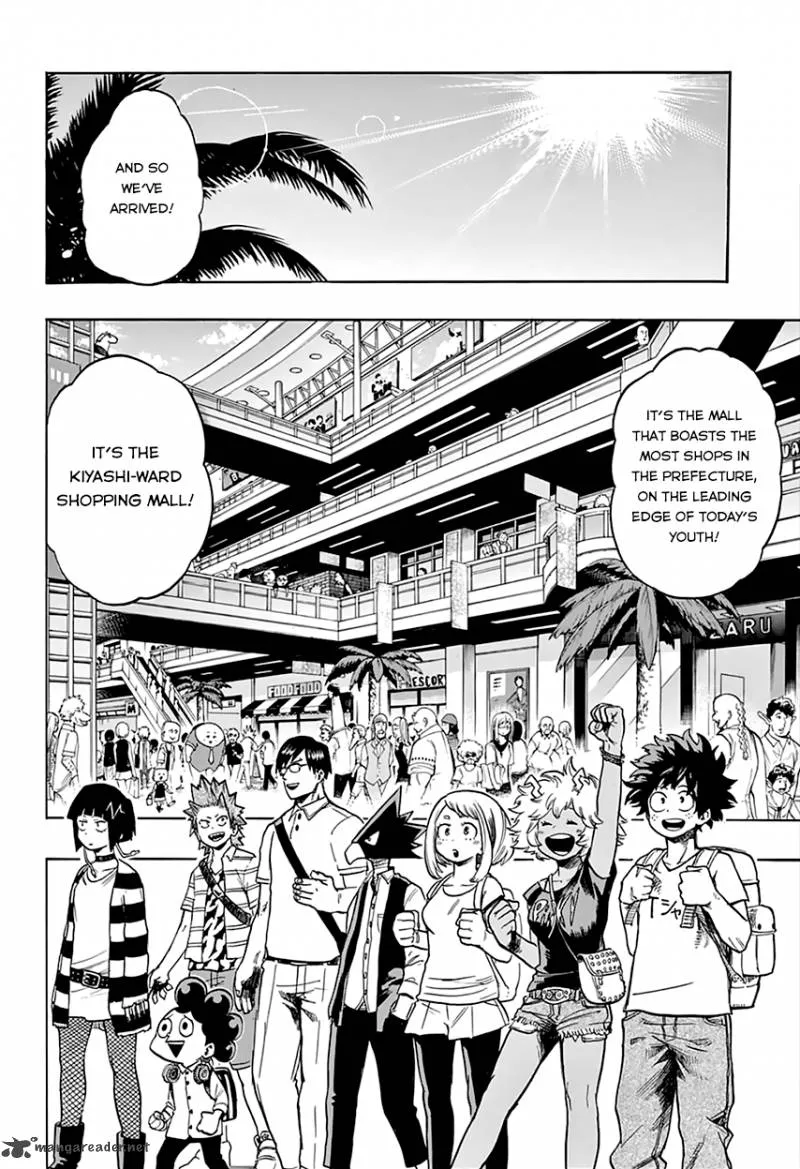 AND SO
WE'VE
ARRIVED!
IT'S THE MALL
THAT BOASTS THE
MOST SHOPS IN
THE PREFECTURE,
ON THE LEADING
EDGE OF TODAY'S
YOUTH!
IT'S THE
KIYASHI-WARD
SHOPPING MALL!
ARU
FOODFOOD
ESCORT
M
mangareader.net